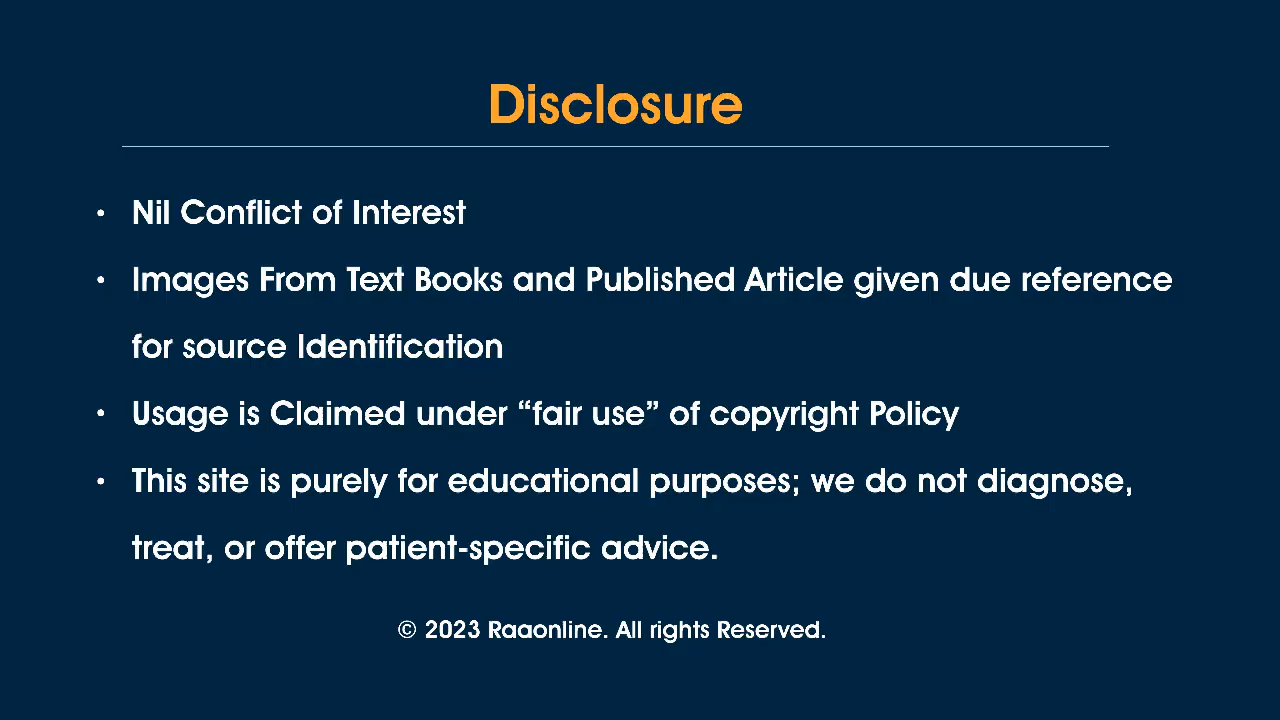 Disclosure
• Nil Conflict of Interest
• Images From Text Books and Published Article given due reference
for source Identification
• Usage is Claimed under “fair use” of copyright Policy
• This site is purely for educational purposes; we do not diagnose,
treat, or offer patient-specific advice.
© 2023 Raaonline. All rights Reserved.